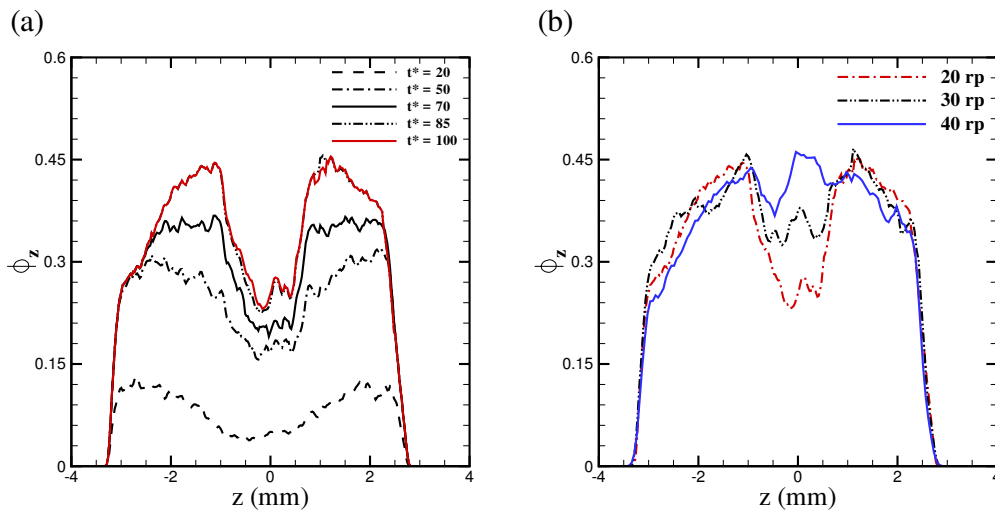 (a)
(b)
0.6
0.45
0.3
0.15
0
ϕz
-4
-2
0
2
4
z (mm)
t* = 20
t* = 50
t* = 70
t* = 85
t* = 100
0.6
0.45
0.3
0.15
0
ϕz
-4
-2
0
2
4
z (mm)
20 rp
30 rp
40 rp